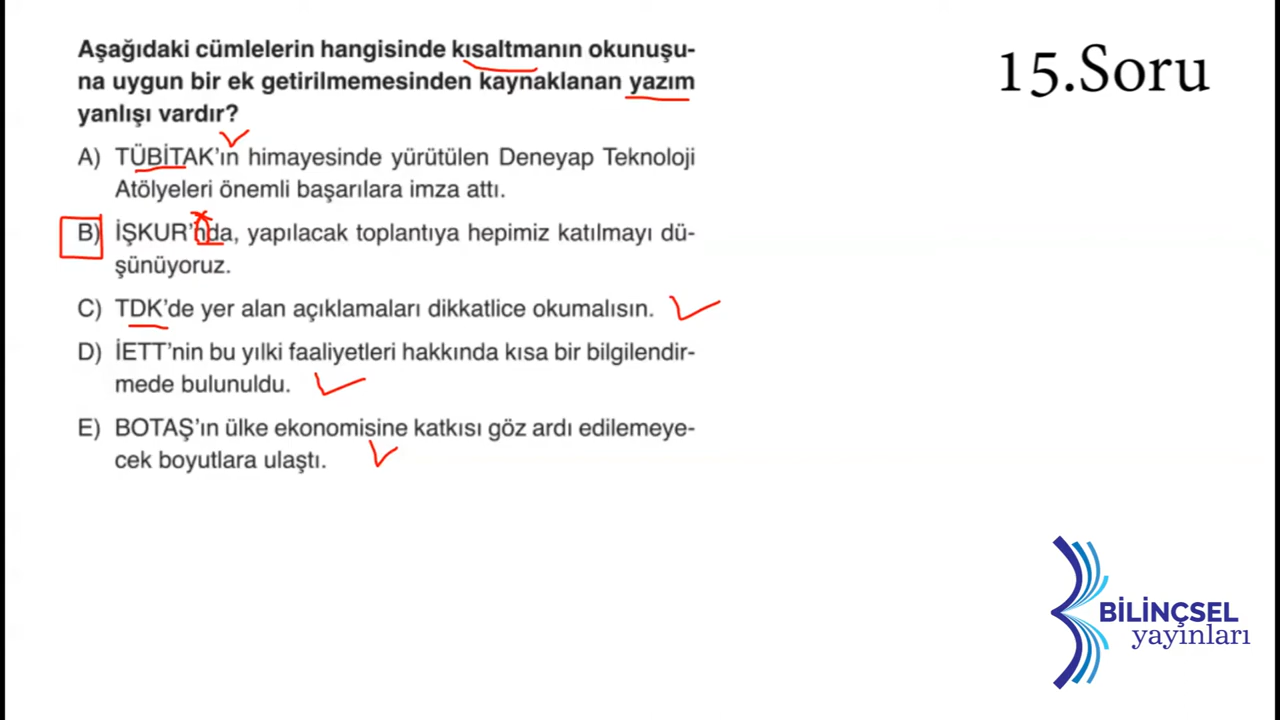 Aşağıdaki cümlelerin hangisinde kısaltmanın okunuşu-
na uygun bir ek getirilmemesinden kaynaklanan yazım
yanlışı vardır?
A) TÜBİTAK’ın himayesinde yürütülen Deneyap Teknoloji
Atölyeleri önemli başarılara imza attı.
B) İŞKUR’nda, yapılacak toplantıya hepimiz katılmayı dü-
şünüyoruz.
C) TDK’de yer alan açıklamaları dikkatlice okumalısın.
D) İETT’nin bu yılki faaliyetleri hakkında kısa bir bilgilendir-
mede bulunuldu.
E) BOTAŞ’ın ülke ekonomisine katkısı göz ardı edilemeye-
cek boyutlara ulaştı.
15.Soru
BİLİNÇSEL
yayınları